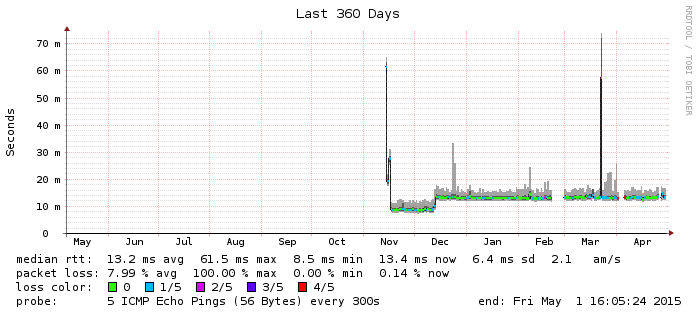 Last 360 Days
RRDTOOL / TOBI OETIKER
Seconds
70 m
60 m
50 m
40 m
30 m
20 m
10 m
0
May Jun Jul Aug Sep Oct Nov Dec Jan Feb Mar Apr
median rtt: 13.2 ms avg 61.5 ms max 8.5 ms min 13.4 ms now 6.4 ms sd 2.1 am/s
packet loss: 7.99 % avg 100.00 % max 0.00 % min 0.14 % now
loss color: 0 1/5 2/5 3/5 4/5
probe: 5 ICMP Echo Pings (56 Bytes) every 300s end: Fri May 1 16:05:24 2015